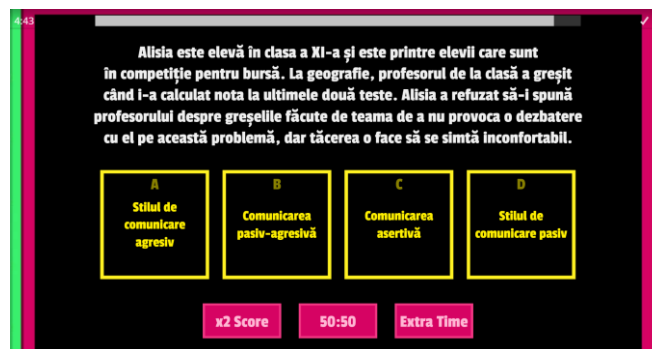 4:43
Alisia este elevă în clasa a XI-a și este printre elevii care sunt
în competiție pentru bursă. La geografie, profesorul de la clasă a greșit
când i-a calculat nota la ultimele două teste. Alisia a refuzat să-i spună
profesorului despre greșelile făcute de teama de a nu provoca o dezbatere
cu el pe această problemă, dar tăcerea o face să se simtă inconfortabil.
A
Stilul de
comunicare
agresiv
B
Comunicarea
pasiv-agresivă
C
Comunicarea
asertivă
D
Stilul de
comunicare pasiv
x2 Score
50:50
Extra Time